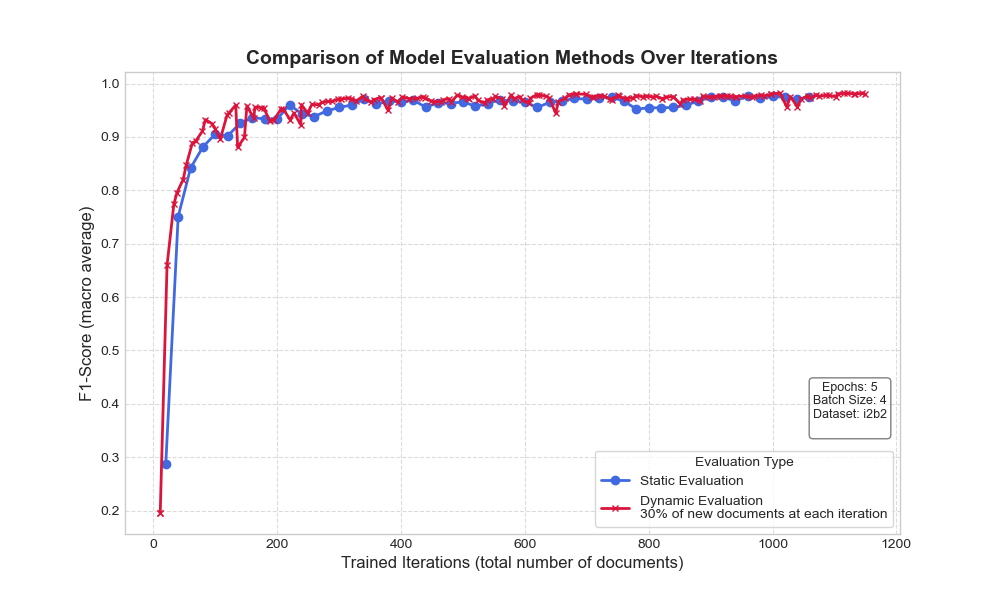 Comparison of Model Evaluation Methods Over Iterations
F1-Score (macro average)
1.0
0.9
0.8
0.7
0.6
0.5
0.4
0.3
0.2
Epochs: 5
Batch Size: 4
Dataset: i2b2
Evaluation Type
Static Evaluation
Dynamic Evaluation
30% of new documents at each iteration
0 200 400 600 800 1000 1200
Trained Iterations (total number of documents)